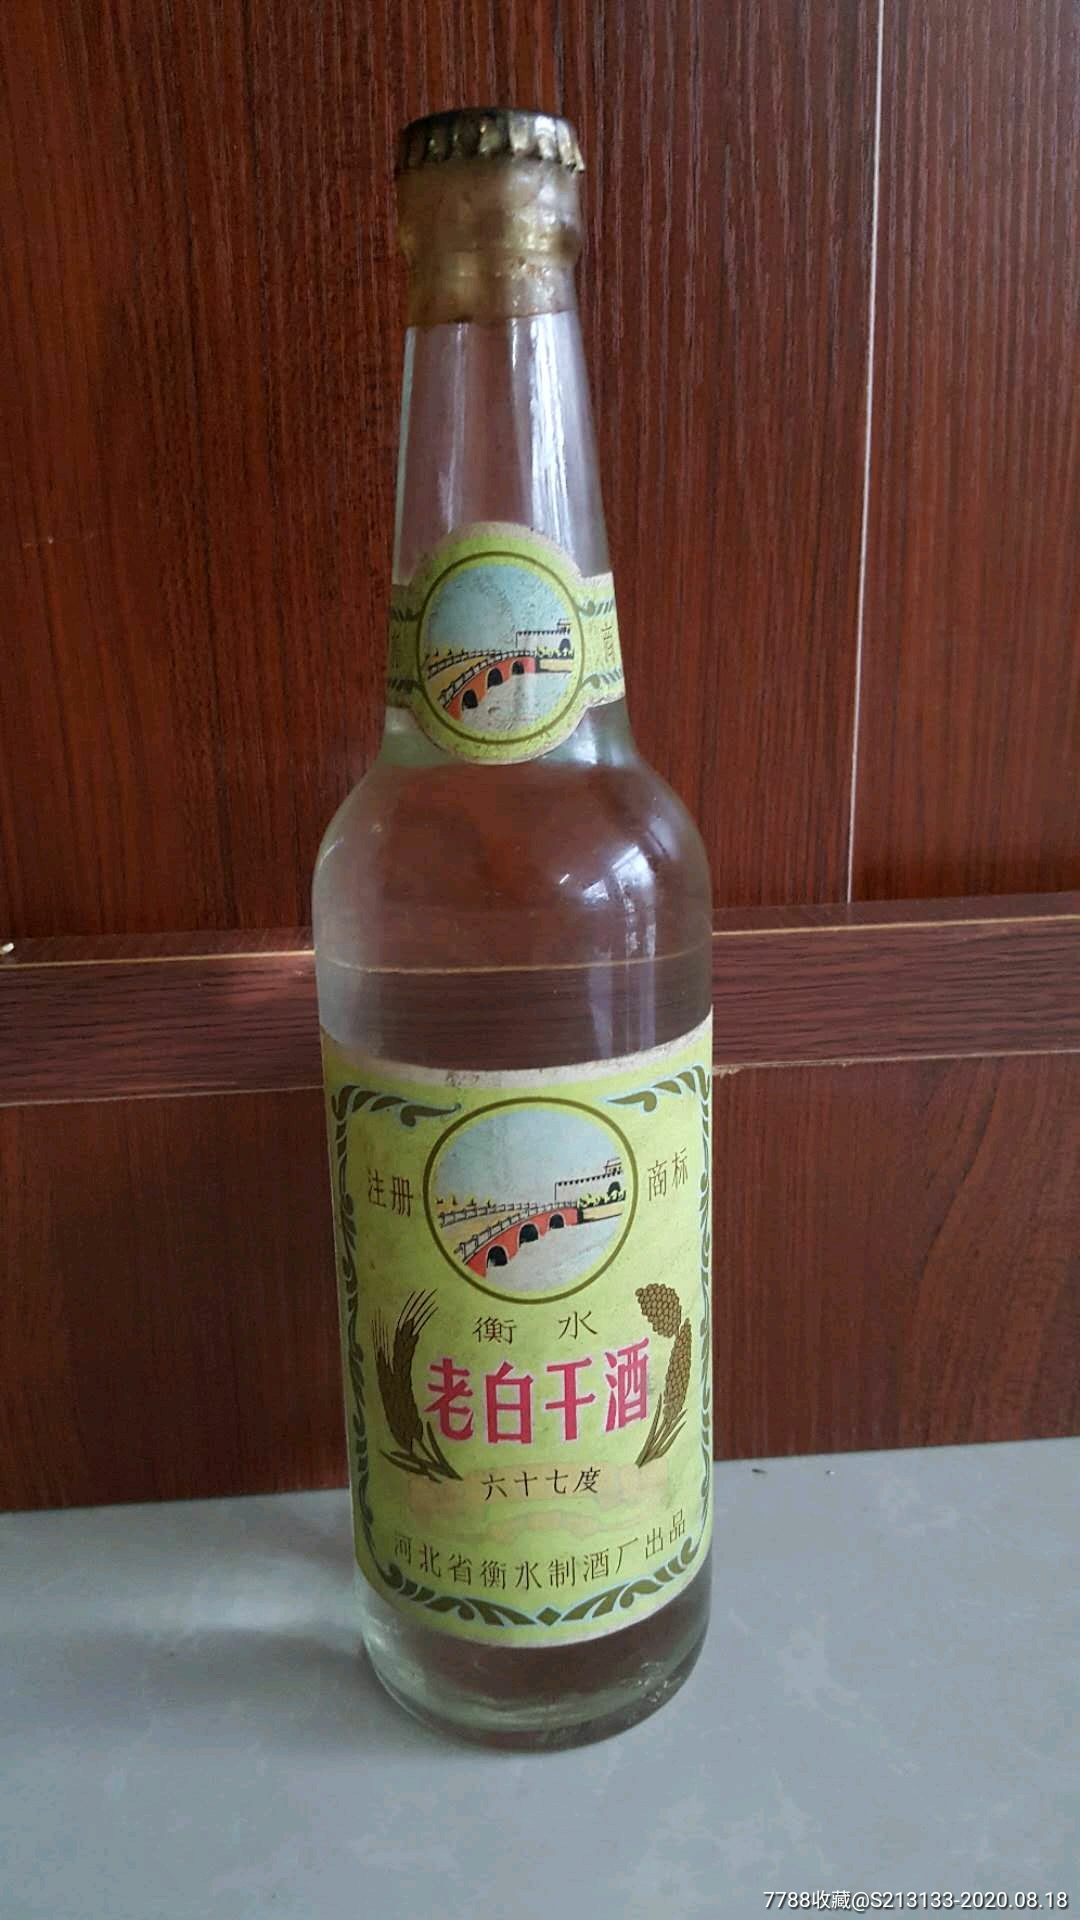 注册 商标
衡水
老白干酒
六十七度
河北省衡水制酒厂出品
7788收藏@S213133-2020.08.18